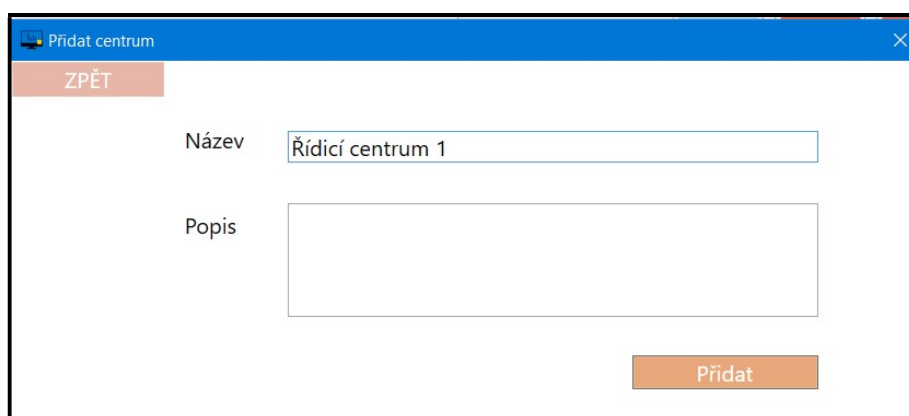 Přidat centrum
ZPĚT
Název
Řídicí centrum 1
Popis
Přidat